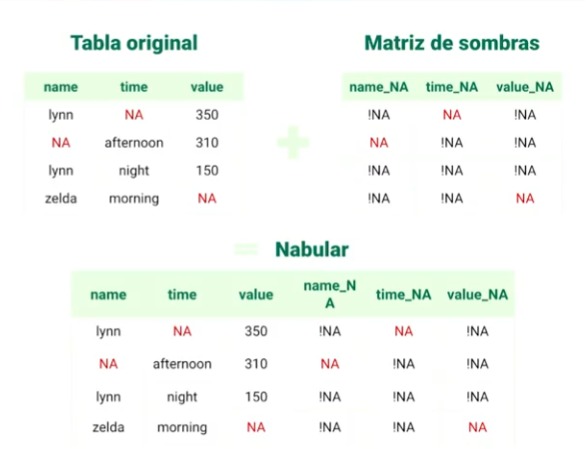 Tabla original Matriz de sombras
name time value name_NA time_NA value_NA
lynn NA 350 !NA NA !NA
NA afternoon 310 NA !NA !NA
lynn night 150 !NA !NA !NA
zelda morning NA !NA !NA NA
= Nabular
name time value name_N
A time_NA value_NA
lynn NA 350 !NA NA !NA
NA afternoon 310 NA !NA !NA
lynn night 150 !NA !NA !NA
zelda morning NA !NA !NA NA